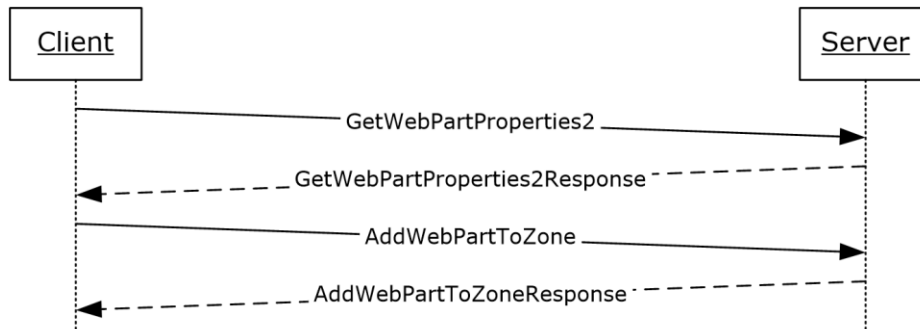 Client
Server
GetWebPartProperties2
GetWebPartProperties2Response
AddWebPartToZone
AddWebPartToZoneResponse